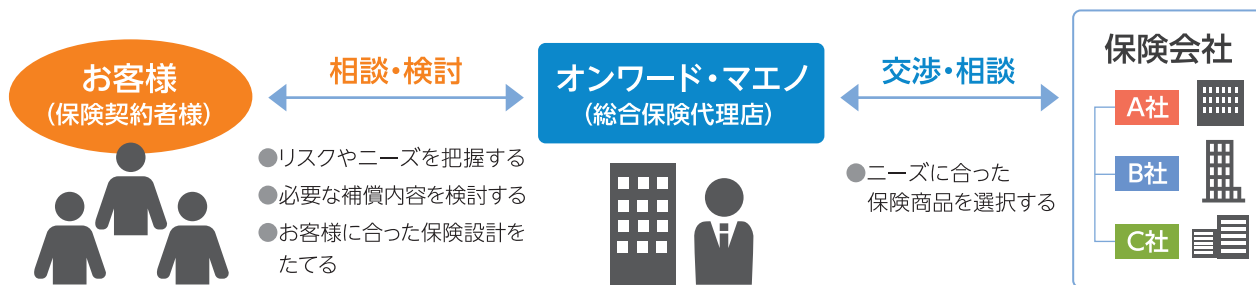 お客様
(保険契約者様)
相談・検討
●リスクやニーズを把握する
●必要な補償内容を検討する
●お客様に合った保険設計を
たてる
オンワード・マエノ
(総合保険代理店)
交渉・相談
●ニーズに合った
保険商品を選択する
保険会社
A社
B社
C社